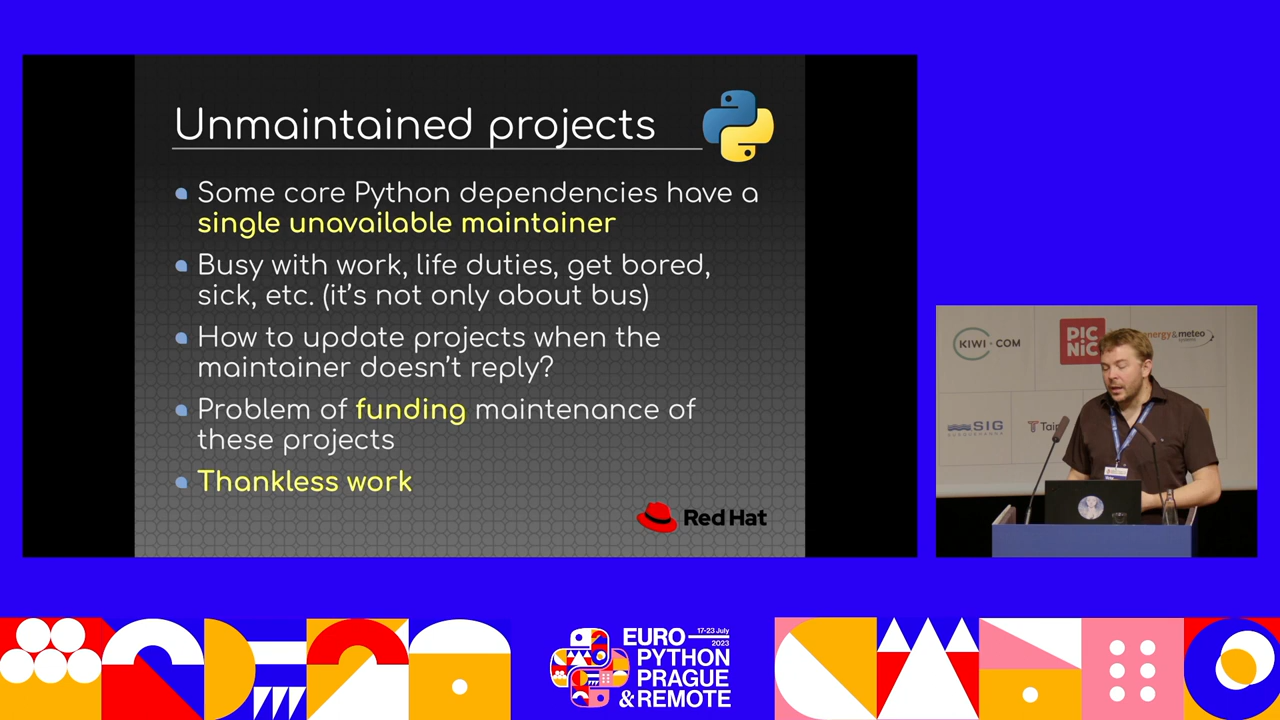 Unmaintained projects
Some core Python dependencies have a
single unavailable maintainer
Busy with work, life duties, get bored,
sick, etc. (it's not only about bus)
How to update projects when the
maintainer doesn't reply?
Problem of funding maintenance of
these projects
Thankless work
Red Hat
KIWI.COM
PIC
NIC
energy & meteo
systems
SIG
Tai
17-23 July
2023
EURO
PYTHON
PRAGUE
& REMOTE